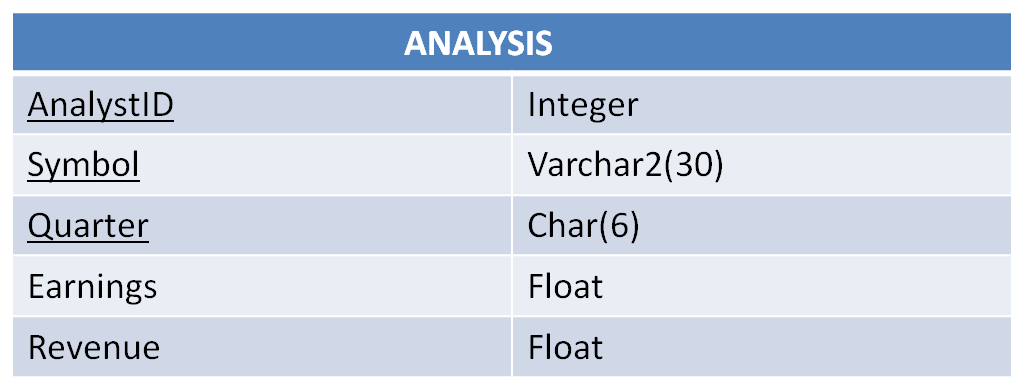 ANALYSIS
AnalystID Integer
Symbol Varchar2(30)
Quarter Char(6)
Earnings Float
Revenue Float